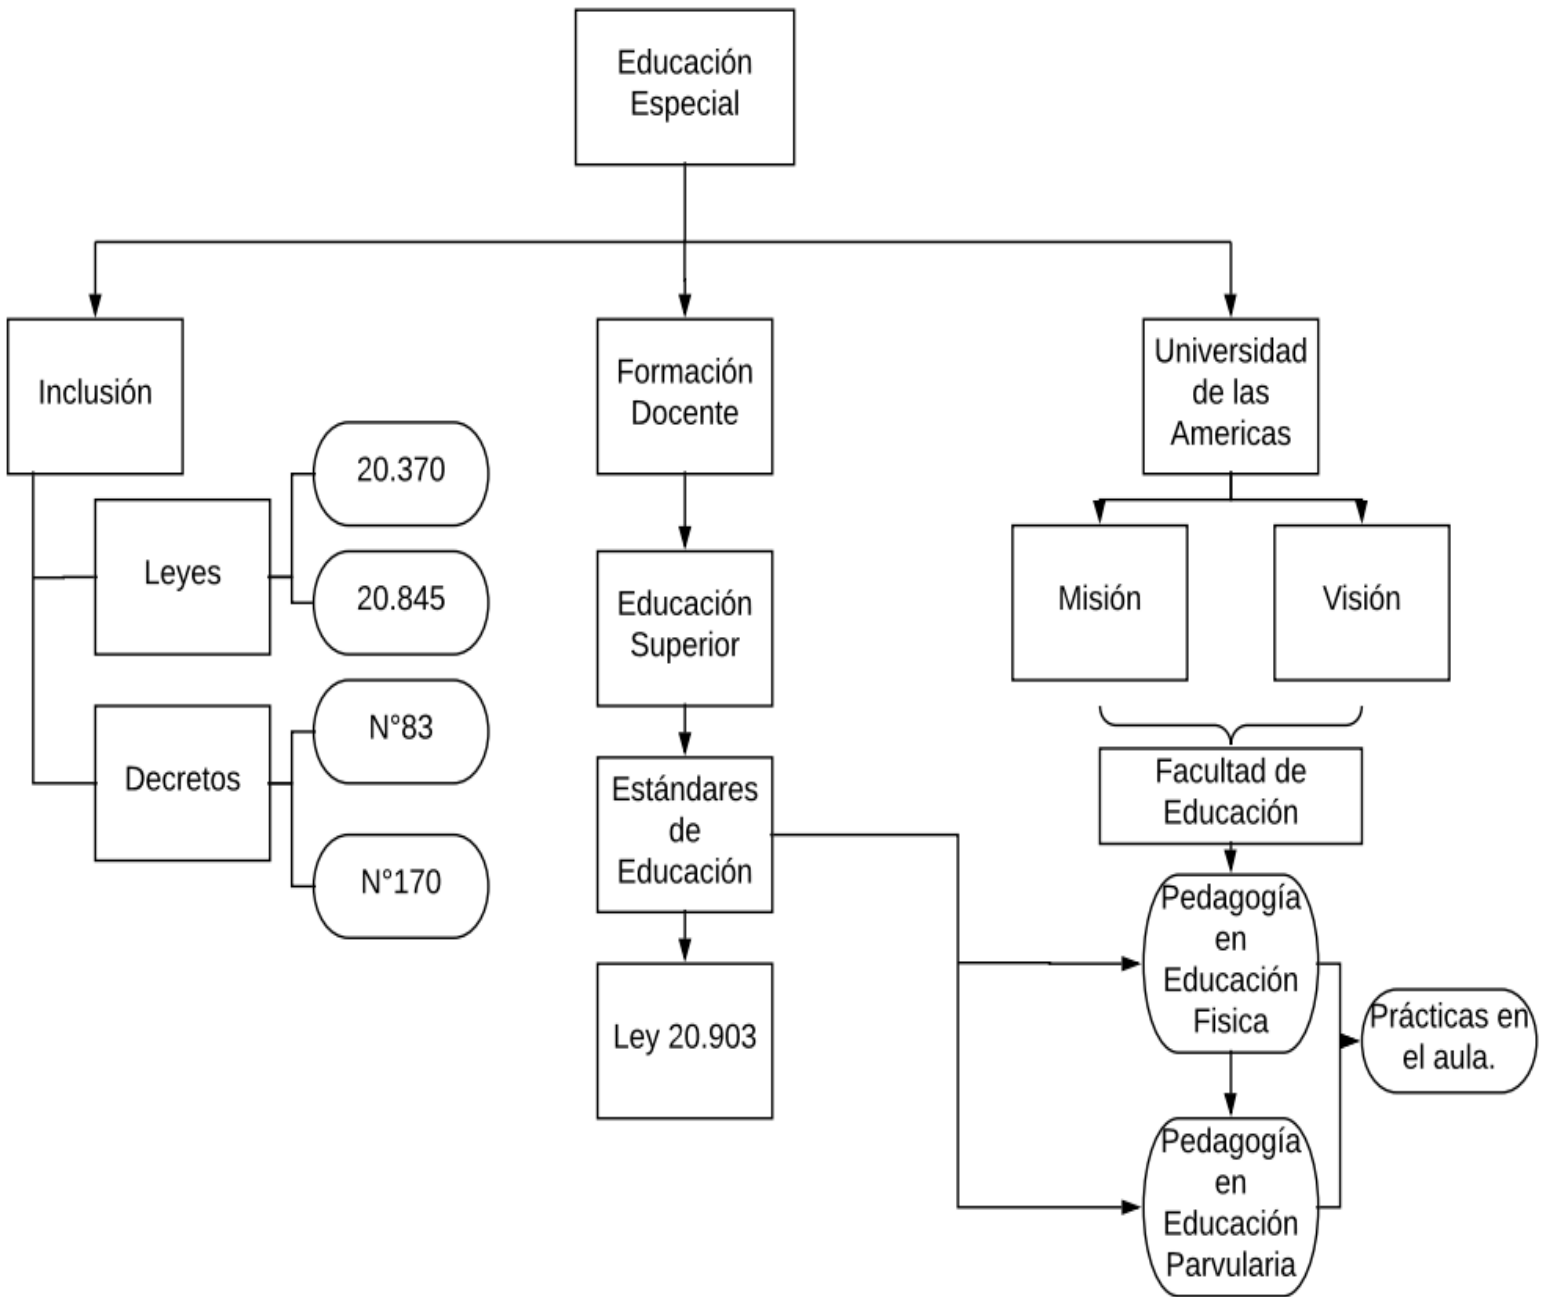 Educación
Especial
Inclusión
Formación
Docente
Universidad
de las
Americas
20.370
Leyes
20.845
Educación
Superior
Misión
Visión
N°83
Decretos
N°170
Estándares
de
Educación
Facultad de
Educación
Ley 20.903
Pedagogía
en
Educación
Fisica
Prácticas en
el aula.
Pedagogía
en
Educación
Parvularia